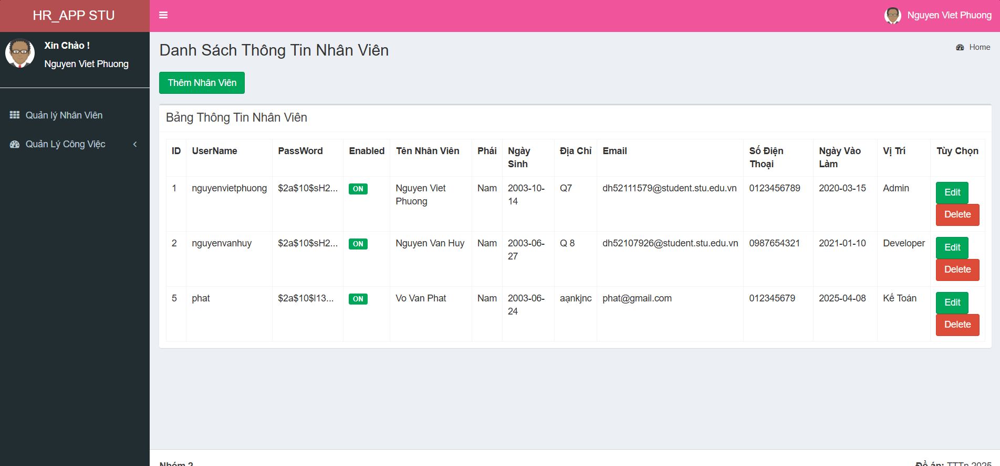 HR_APP STU
Nguyen Viet Phuong
Xin Chào !
Nguyen Viet Phuong
Quản lý Nhân Viên
Quản Lý Công Việc
Danh Sách Thông Tin Nhân Viên
Home
Thêm Nhân Viên
Bảng Thông Tin Nhân Viên
ID UserName PassWord Enabled Tên Nhân Viên Phái Ngày Sinh Địa Chỉ Email Số Điện Thoại Ngày Vào Làm Vị Trí Tùy Chọn
1 nguyenvietphuong $2a$10$sH2... ON Nguyen Viet Phuong Nam 2003-10-14 Q7 dh52111579@student.stu.edu.vn 0123456789 2020-03-15 Admin Edit Delete
2 nguyenvanhuy $2a$10$sH2... ON Nguyen Van Huy Nam 2003-06-27 Q 8 dh52107926@student.stu.edu.vn 0987654321 2021-01-10 Developer Edit Delete
5 phat $2a$10$l13... ON Vo Van Phat Nam 2003-06-24 aạnkjnc phat@gmail.com 012345679 2025-04-08 Kế Toán Edit Delete
Nhóm 2
Đồ án: TTTn 2025